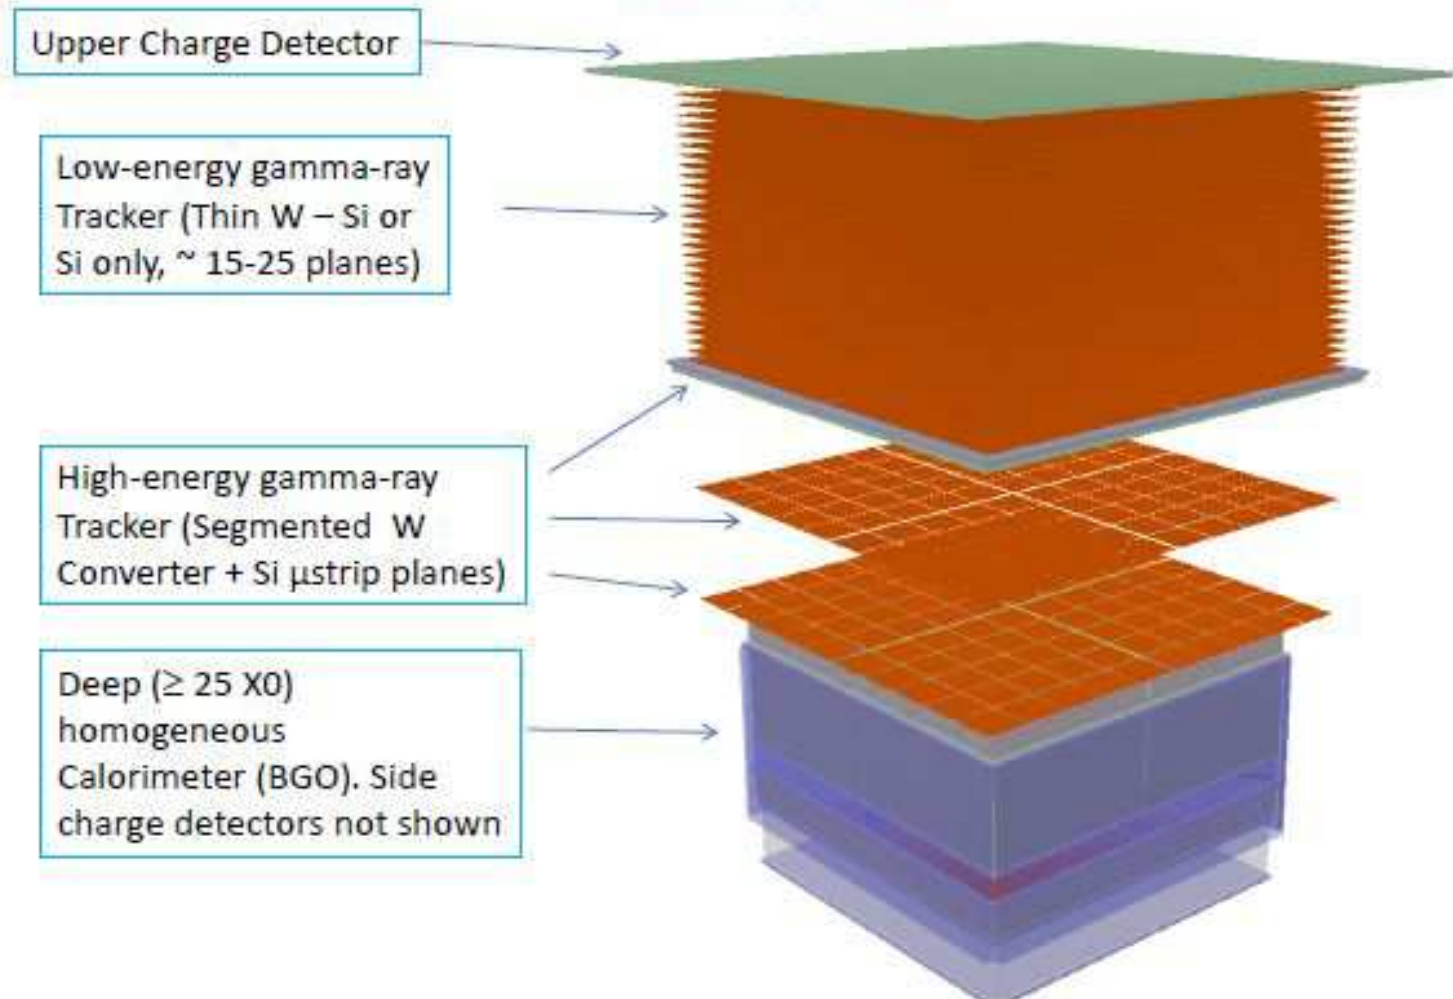 Upper Charge Detector
Low-energy gamma-ray
Tracker (Thin W – Si or
Si only, ~ 15-25 planes)
High-energy gamma-ray
Tracker (Segmented W
Converter + Si µstrip planes)
Deep (≥ 25 X0)
homogeneous
Calorimeter (BGO). Side
charge detectors not shown